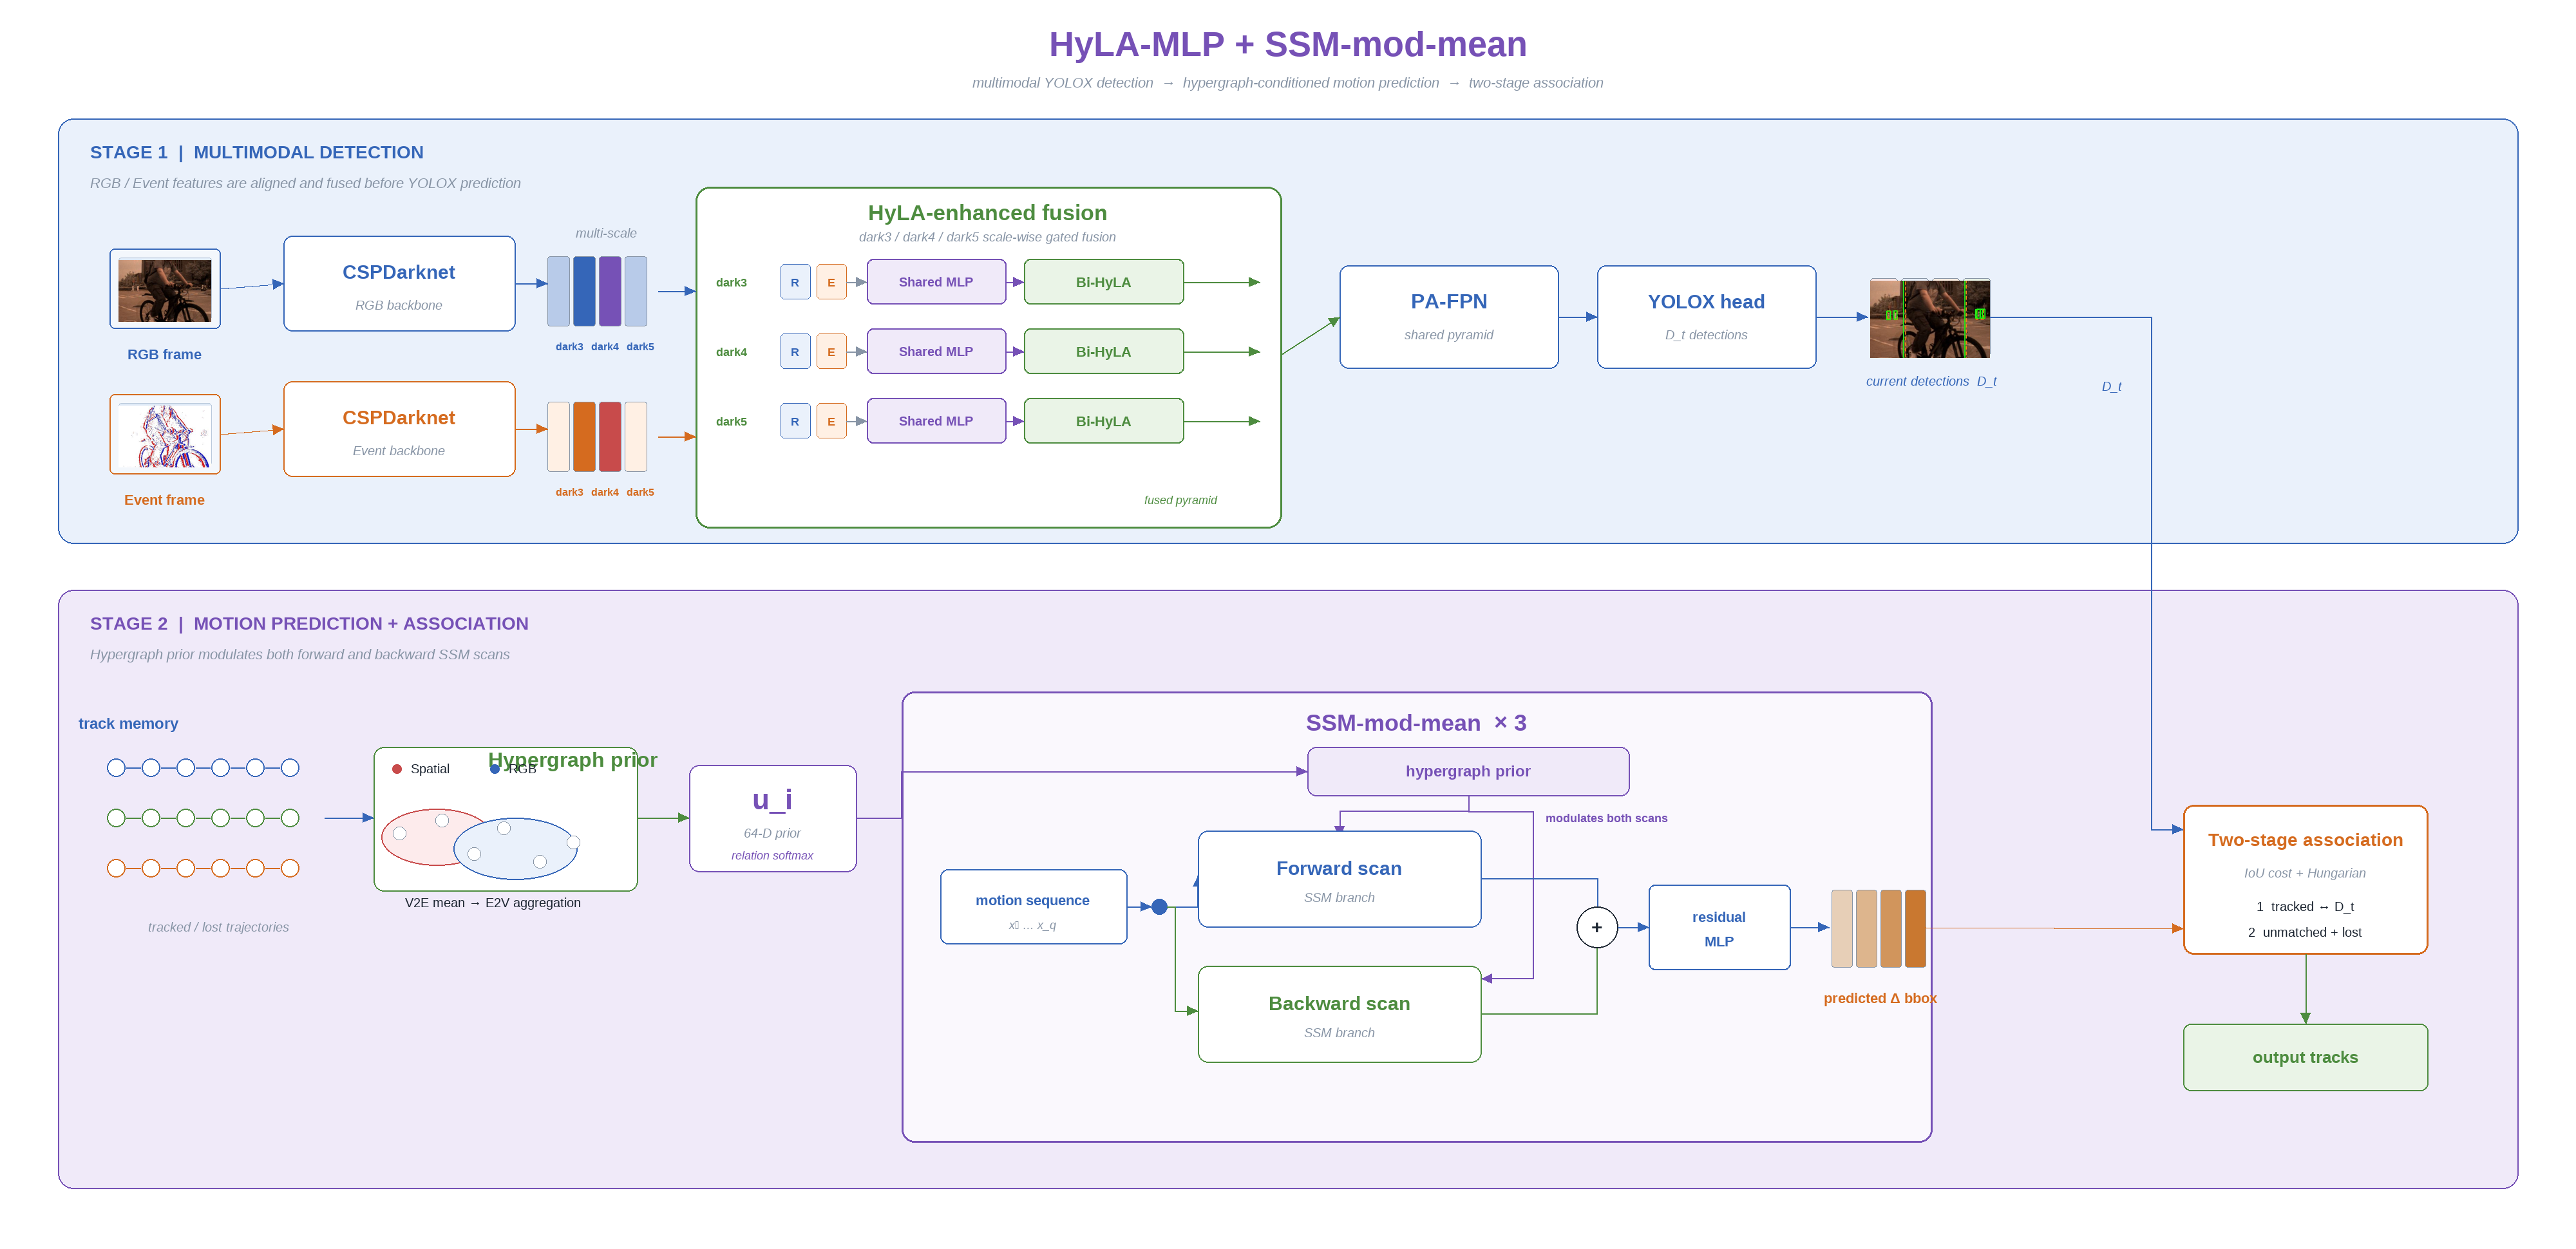 HyLA-MLP + SSM-mod-mean
multimodal YOLOX detection → hypergraph-conditioned motion prediction → two-stage association
STAGE 1 | MULTIMODAL DETECTION
RGB / Event features are aligned and fused before YOLOX prediction
RGB frame
CSPDarknet
RGB backbone
multi-scale
dark3 dark4 dark5
Event frame
CSPDarknet
Event backbone
dark3 dark4 dark5
HyLA-enhanced fusion
dark3 / dark4 / dark5 scale-wise gated fusion
dark3 R E Shared MLP Bi-HyLA
dark4 R E Shared MLP Bi-HyLA
dark5 R E Shared MLP Bi-HyLA
fused pyramid
PA-FPN
shared pyramid
YOLOX head
D_t detections
current detections D_t
D_t
STAGE 2 | MOTION PREDICTION + ASSOCIATION
Hypergraph prior modulates both forward and backward SSM scans
track memory
tracked / lost trajectories
Hypergraph prior
Spatial RGB
V2E mean → E2V aggregation
u_i
64-D prior
relation softmax
SSM-mod-mean × 3
hypergraph prior
modulates both scans
motion sequence
x▯ … x_q
Forward scan
SSM branch
Backward scan
SSM branch
+
residual
MLP
predicted Δ bbox
Two-stage association
IoU cost + Hungarian
1 tracked ↔ D_t
2 unmatched + lost
output tracks